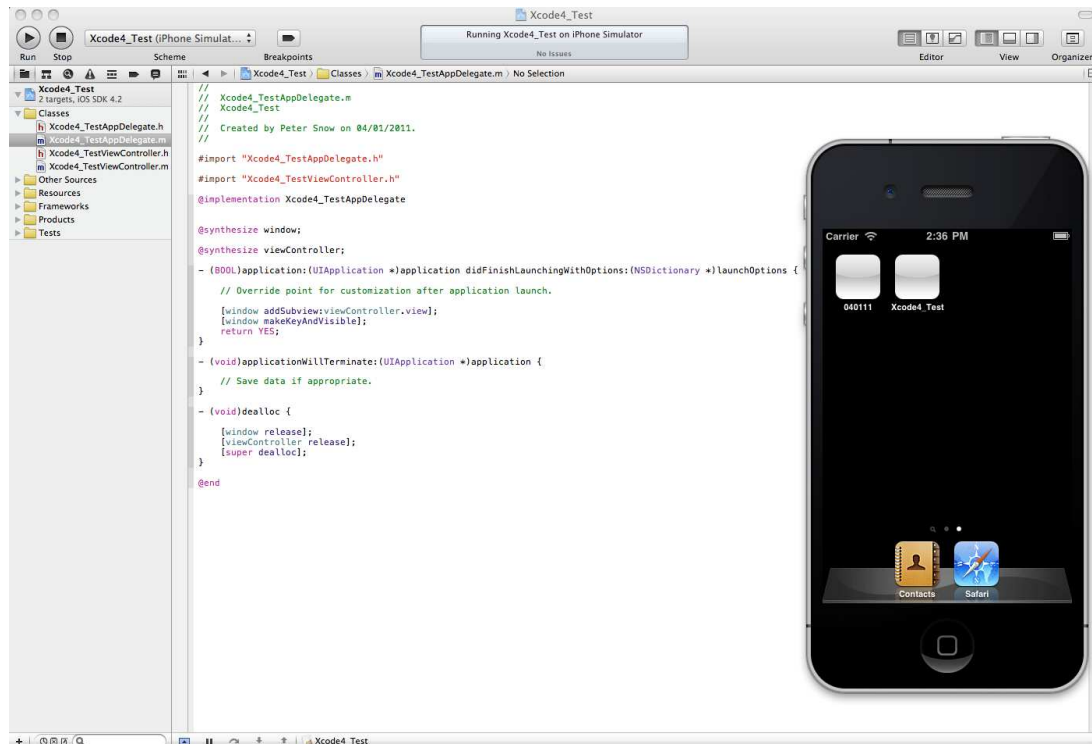 Xcode4_Test
Xcode4_Test (iPhone Simulat...
Running Xcode4_Test on iPhone Simulator
No Issues
Run
Stop
Scheme
Breakpoints
Editor
View
Organizer
Xcode4_Test
2 targets, iOS SDK 4.2
Classes
h Xcode4_TestAppDelegate.h
m Xcode4_TestAppDelegate.m
h Xcode4_TestViewController.h
m Xcode4_TestViewController.m
Other Sources
Resources
Frameworks
Products
Tests
Xcode4_Test
Classes
m Xcode4_TestAppDelegate.m
No Selection
//
// Xcode4_TestAppDelegate.m
// Xcode4_Test
//
// Created by Peter Snow on 04/01/2011.
//
#import "Xcode4_TestAppDelegate.h"
#import "Xcode4_TestViewController.h"
@implementation Xcode4_TestAppDelegate
@synthesize window;
@synthesize viewController;
- (BOOL)application:(UIApplication *)application didFinishLaunchingWithOptions:(NSDictionary *)launchOptions {
// Override point for customization after application launch.
[window addSubview:viewController.view];
[window makeKeyAndVisible];
return YES;
}
- (void)applicationWillTerminate:(UIApplication *)application {
// Save data if appropriate.
}
- (void)dealloc {
[window release];
[viewController release];
[super dealloc];
}
@end
Carrier
2:36 PM
040111
Xcode4_Test
Contacts
Safari
Xcode4_Test